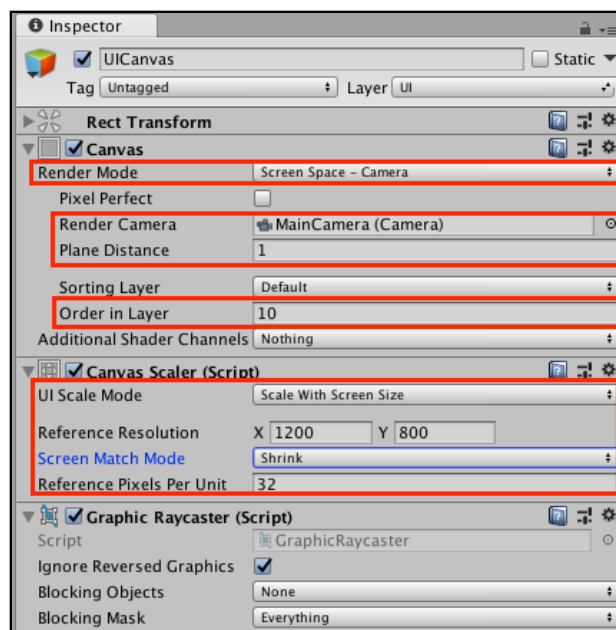 Inspector
UICanvas Static
Tag Untagged Layer UI
Rect Transform
Canvas
Render Mode Screen Space - Camera
Pixel Perfect
Render Camera MainCamera (Camera)
Plane Distance 1
Sorting Layer Default
Order in Layer 10
Additional Shader Channels Nothing
Canvas Scaler (Script)
UI Scale Mode Scale With Screen Size
Reference Resolution X 1200 Y 800
Screen Match Mode Shrink
Reference Pixels Per Unit 32
Graphic Raycaster (Script)
Script GraphicRaycaster
Ignore Reversed Graphics
Blocking Objects None
Blocking Mask Everything